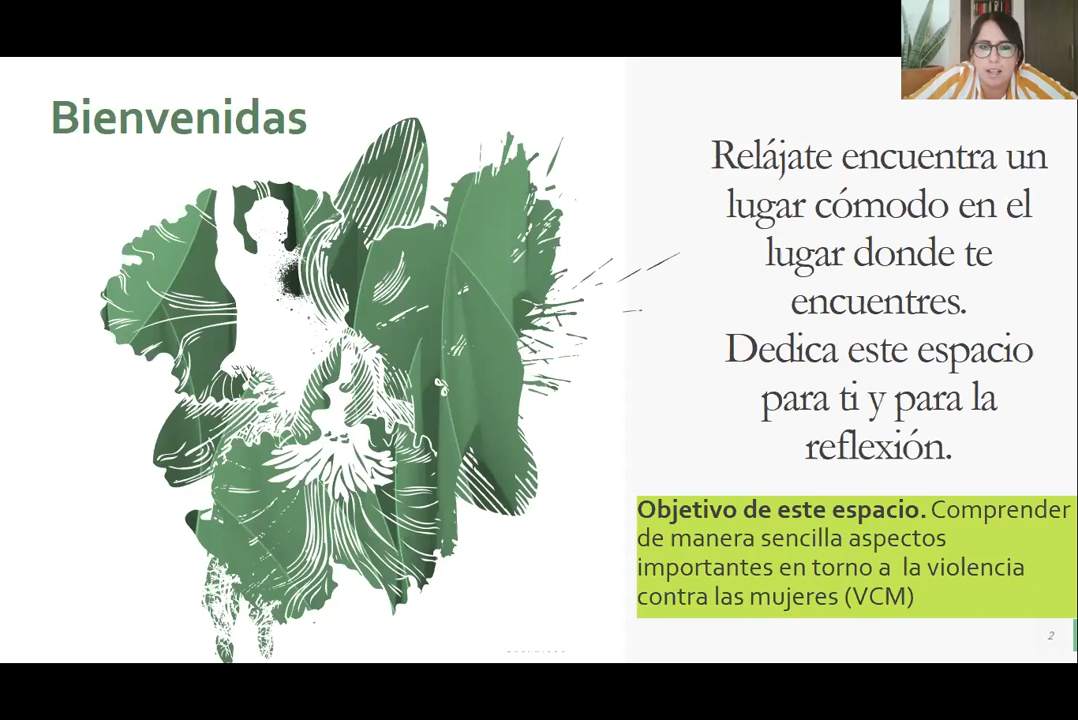 Bienvenidas
Relájate encuentra un
lugar cómodo en el
lugar donde te
encuentres.
Dedica este espacio
para ti y para la
reflexión.
Objetivo de este espacio. Comprender
de manera sencilla aspectos
importantes en torno a  la violencia
contra las mujeres (VCM)
2